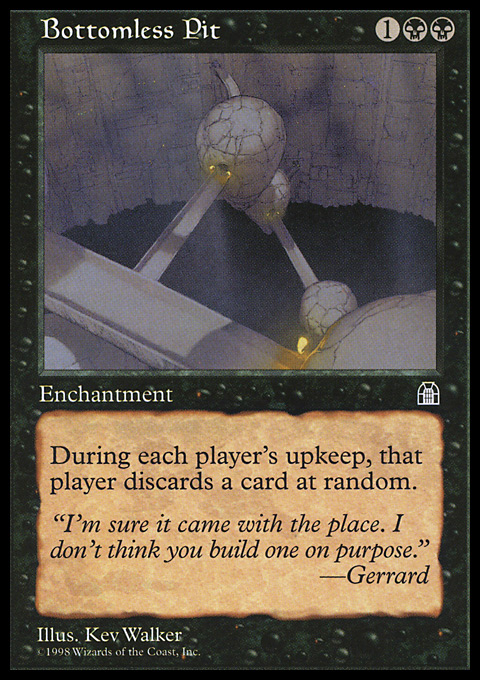 Bottomless Pit 1
Enchantment
During each player's upkeep, that
player discards a card at random.
“I'm sure it came with the place. I
don't think you build one on purpose.”
—Gerrard
Illus. Kev Walker
©1998 Wizards of the Coast, Inc.